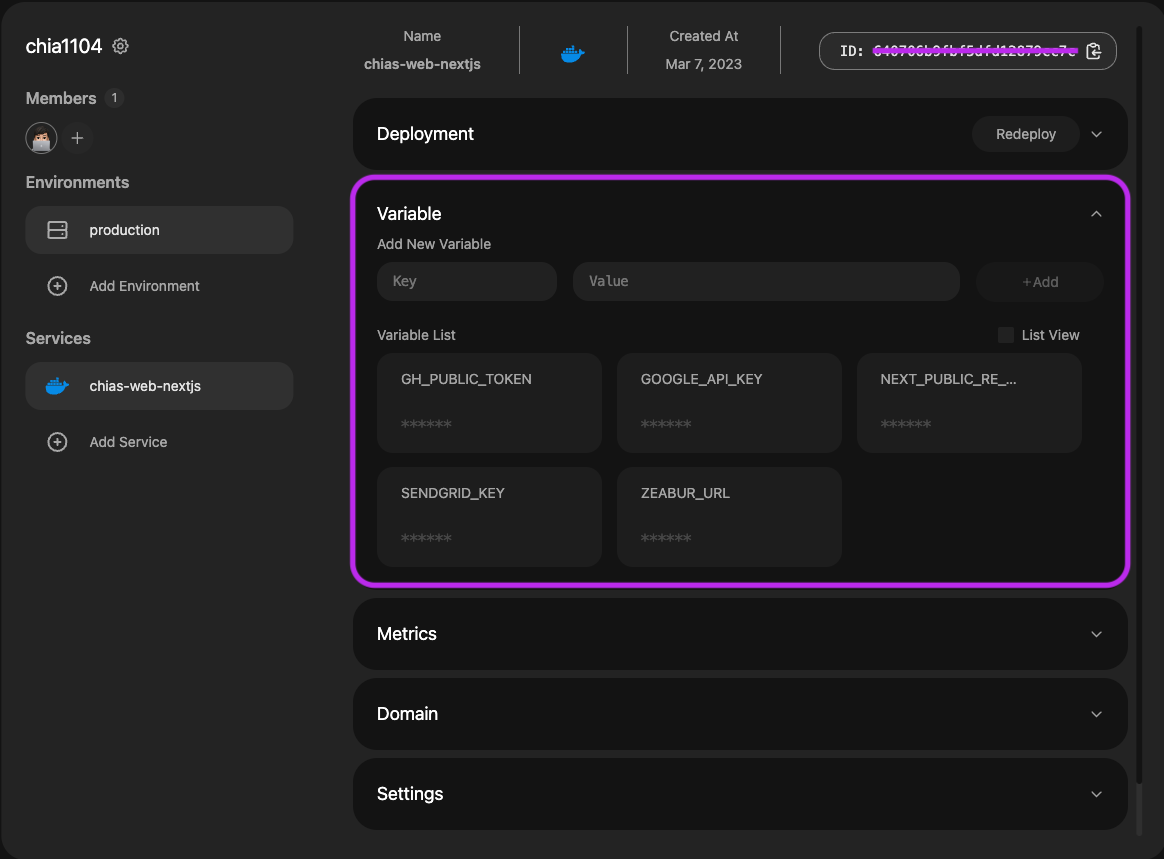 chia1104
Members 1
Environments
production
Add Environment
Services
chias-web-nextjs
Add Service
Name
chias-web-nextjs
Created At
Mar 7, 2023
ID:
Deployment
Redeploy
Variable
Add New Variable
Key
Value
+Add
Variable List
List View
GH_PUBLIC_TOKEN
******
GOOGLE_API_KEY
******
NEXT_PUBLIC_RE_...
******
SENDGRID_KEY
******
ZEABUR_URL
******
Metrics
Domain
Settings